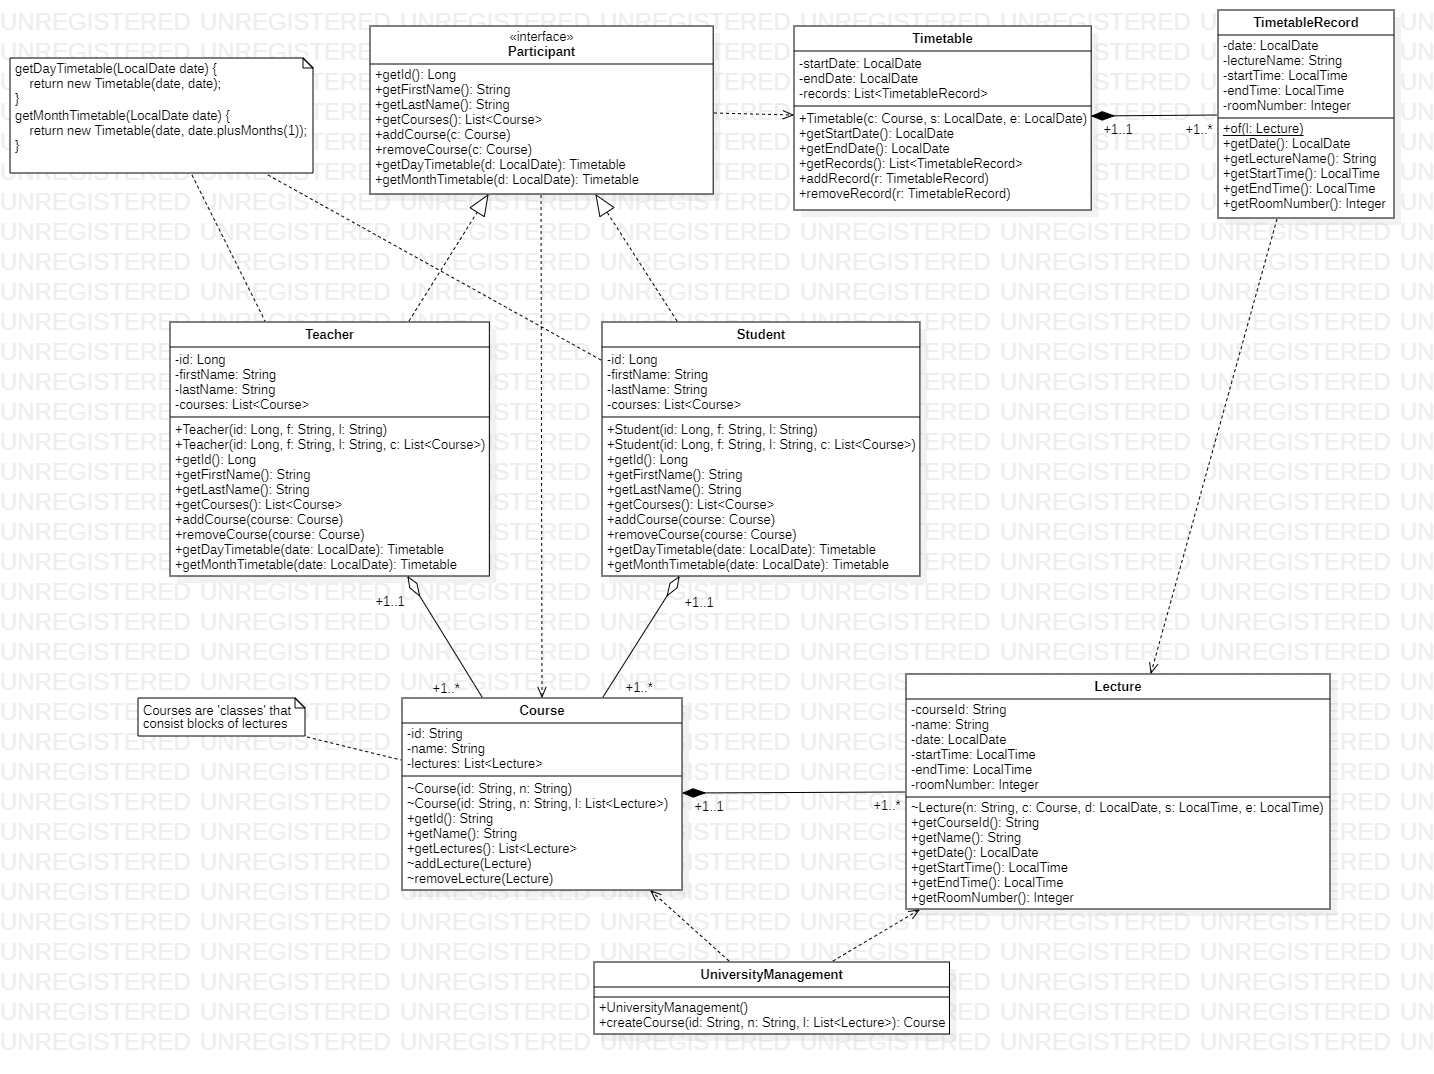 getDayTimetable(LocalDate date) {
return new Timetable(date, date);
}
getMonthTimetable(LocalDate date) {
return new Timetable(date, date.plusMonths(1));
}
«interface»
Participant
+getId(): Long
+getFirstName(): String
+getLastName(): String
+getCourses(): List<Course>
+addCourse(c: Course)
+removeCourse(c: Course)
+getDayTimetable(d: LocalDate): Timetable
+getMonthTimetable(d: LocalDate): Timetable
Timetable
-startDate: LocalDate
-endDate: LocalDate
-records: List<TimetableRecord>
+Timetable(c: Course, s: LocalDate, e: LocalDate)
+getStartDate(): LocalDate
+getEndDate(): LocalDate
+getRecords(): List<TimetableRecord>
+addRecord(r: TimetableRecord)
+removeRecord(r: TimetableRecord)
+1..1
+1..*
TimetableRecord
-date: LocalDate
-lectureName: String
-startTime: LocalTime
-endTime: LocalTime
-roomNumber: Integer
+of(l: Lecture)
+getDate(): LocalDate
+getLectureName(): String
+getStartTime(): LocalTime
+getEndTime(): LocalTime
+getRoomNumber(): Integer
Teacher
-id: Long
-firstName: String
-lastName: String
-courses: List<Course>
+Teacher(id: Long, f: String, l: String)
+Teacher(id: Long, f: String, l: String, c: List<Course>)
+getId(): Long
+getFirstName(): String
+getLastName(): String
+getCourses(): List<Course>
+addCourse(course: Course)
+removeCourse(course: Course)
+getDayTimetable(date: LocalDate): Timetable
+getMonthTimetable(date: LocalDate): Timetable
Student
-id: Long
-firstName: String
-lastName: String
-courses: List<Course>
+Student(id: Long, f: String, l: String)
+Student(id: Long, f: String, l: String, c: List<Course>)
+getId(): Long
+getFirstName(): String
+getLastName(): String
+getCourses(): List<Course>
+addCourse(course: Course)
+removeCourse(course: Course)
+getDayTimetable(date: LocalDate): Timetable
+getMonthTimetable(date: LocalDate): Timetable
+1..1
+1..1
+1..*
+1..*
Courses are 'classes' that
consist blocks of lectures
Course
-id: String
-name: String
-lectures: List<Lecture>
~Course(id: String, n: String)
~Course(id: String, n: String, l: List<Lecture>)
+getId(): String
+getName(): String
+getLectures(): List<Lecture>
~addLecture(Lecture)
~removeLecture(Lecture)
+1..1
+1..*
Lecture
-courseId: String
-name: String
-date: LocalDate
-startTime: LocalTime
-endTime: LocalTime
-roomNumber: Integer
~Lecture(n: String, c: Course, d: LocalDate, s: LocalTime, e: LocalTime)
+getCourseId(): String
+getName(): String
+getDate(): LocalDate
+getStartTime(): LocalTime
+getEndTime(): LocalTime
+getRoomNumber(): Integer
UniversityManagement
+UniversityManagement()
+createCourse(id: String, n: String, l: List<Lecture>): Course
UNREGISTERED